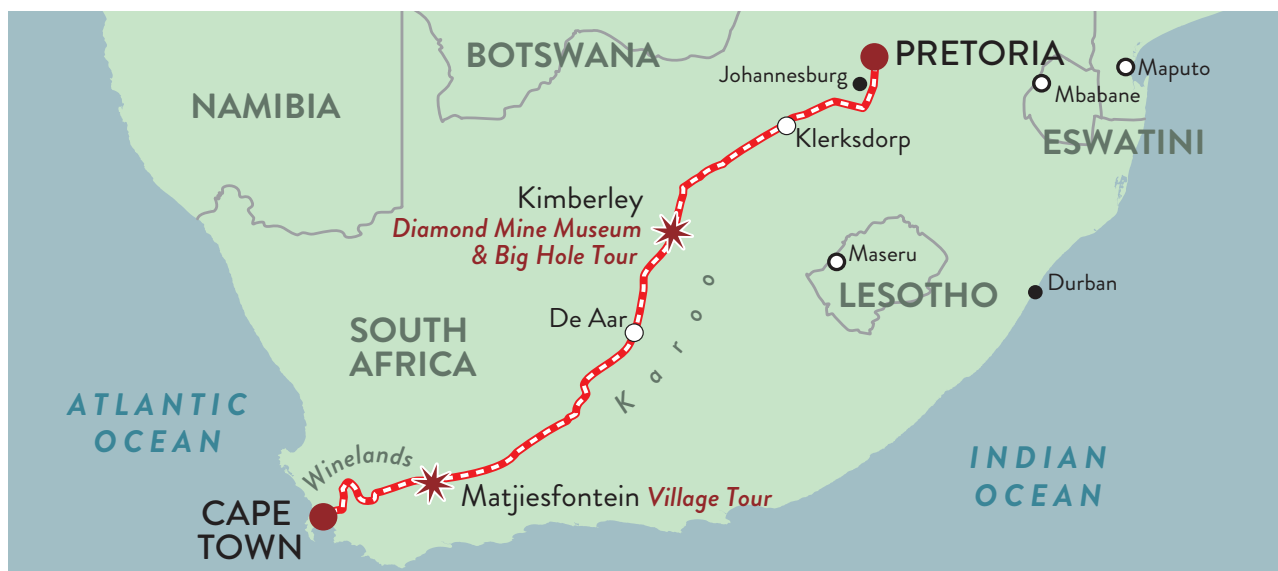 BOTSWANA
PRETORIA
Johannesburg
Maputo
Mbabane
NAMIBIA
Klerksdorp
ESWATINI
Kimberley
Diamond Mine Museum
& Big Hole Tour
Maseru
LESOTHO
Durban
De Aar
SOUTH
AFRICA
Karoo
ATLANTIC
OCEAN
Winelands
INDIAN
OCEAN
Matjiesfontein Village Tour
CAPE
TOWN